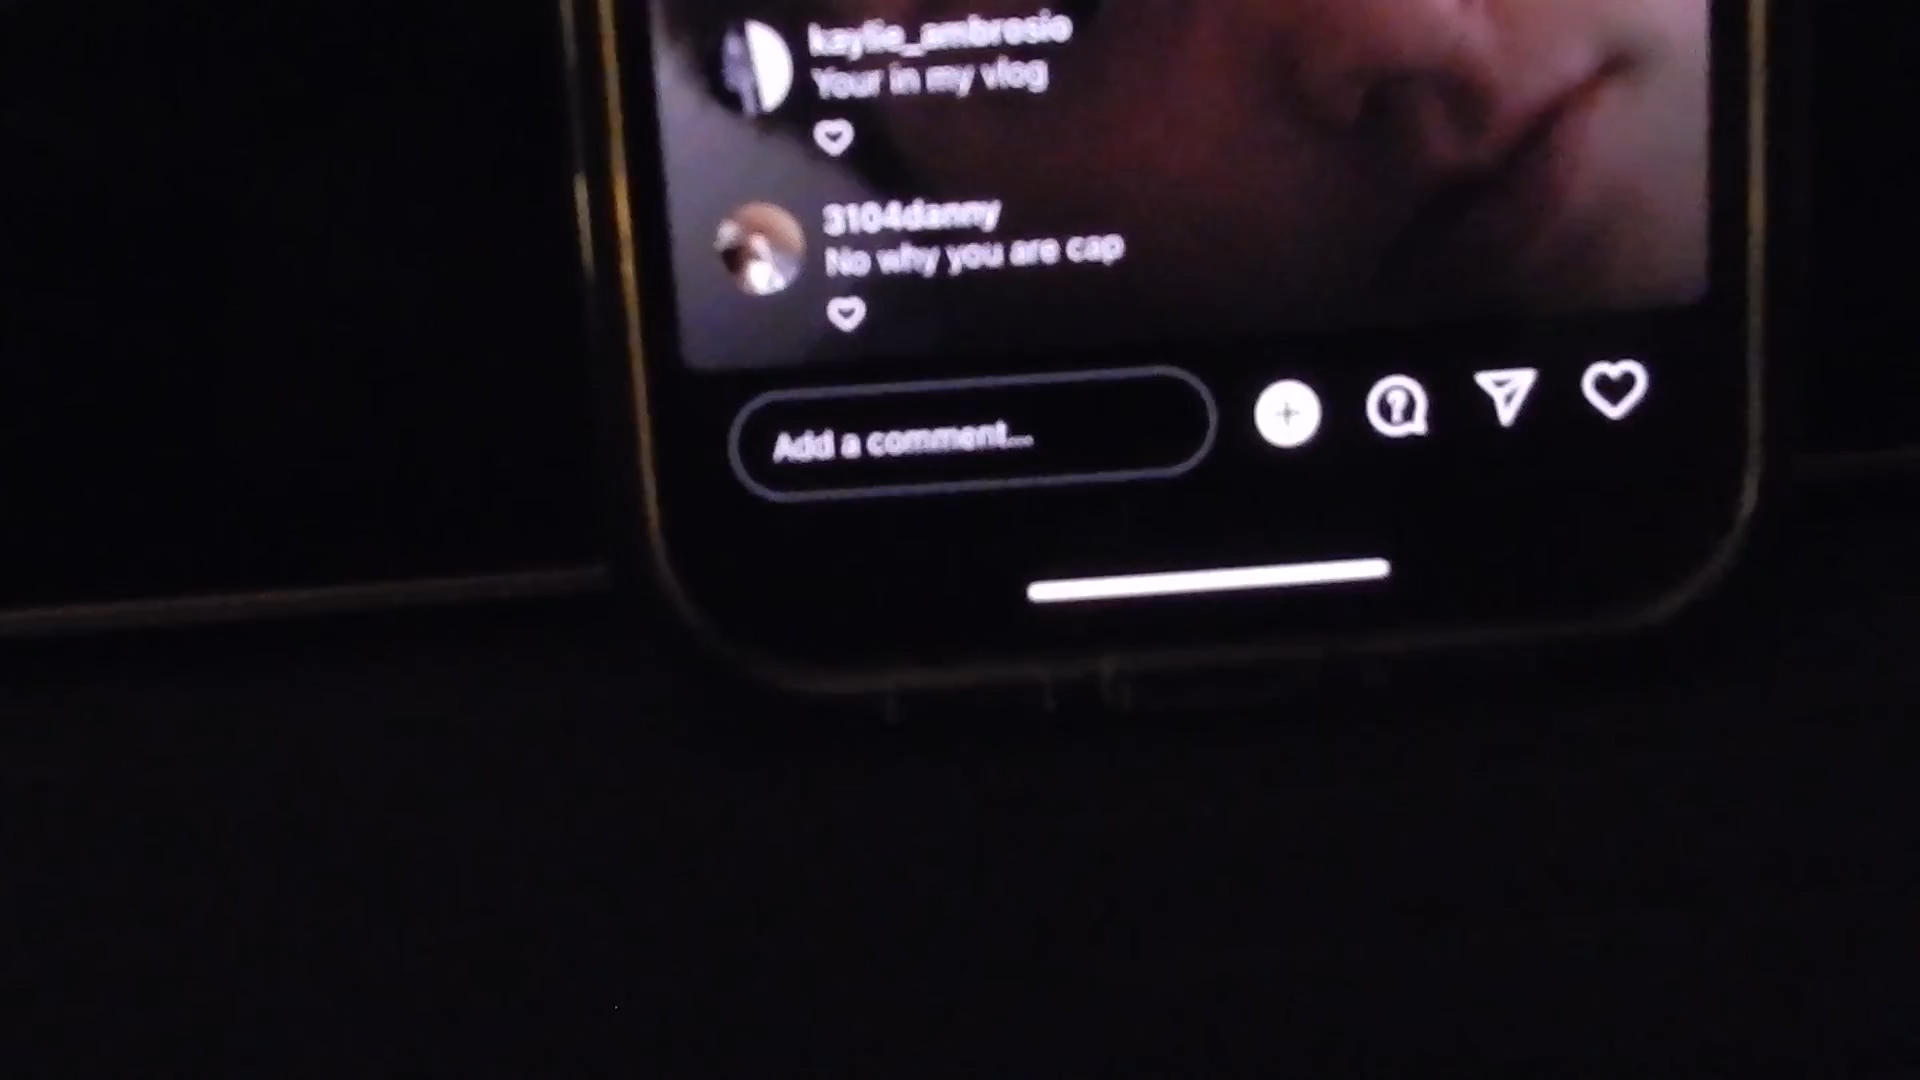 kaylie_ambrosio
Your in my vlog
3104danny
No why you are cap
Add a comment...